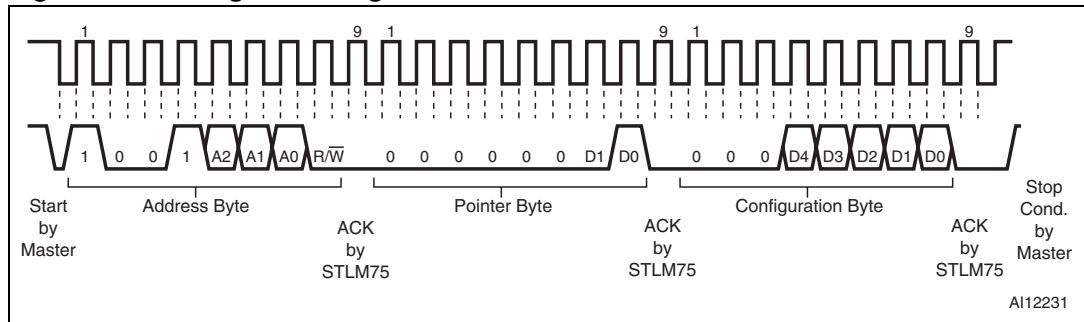 1 9 1 9 1 9
1 0 0 1 A2 A1 A0 R/W 0 0 0 0 0 0 D1 D0 0 0 0 D4 D3 D2 D1 D0
Start
by
Master
Address Byte
ACK
by
STLM75
Pointer Byte
ACK
by
STLM75
Configuration Byte
ACK
by
STLM75
Stop
Cond.
by
Master
AI12231